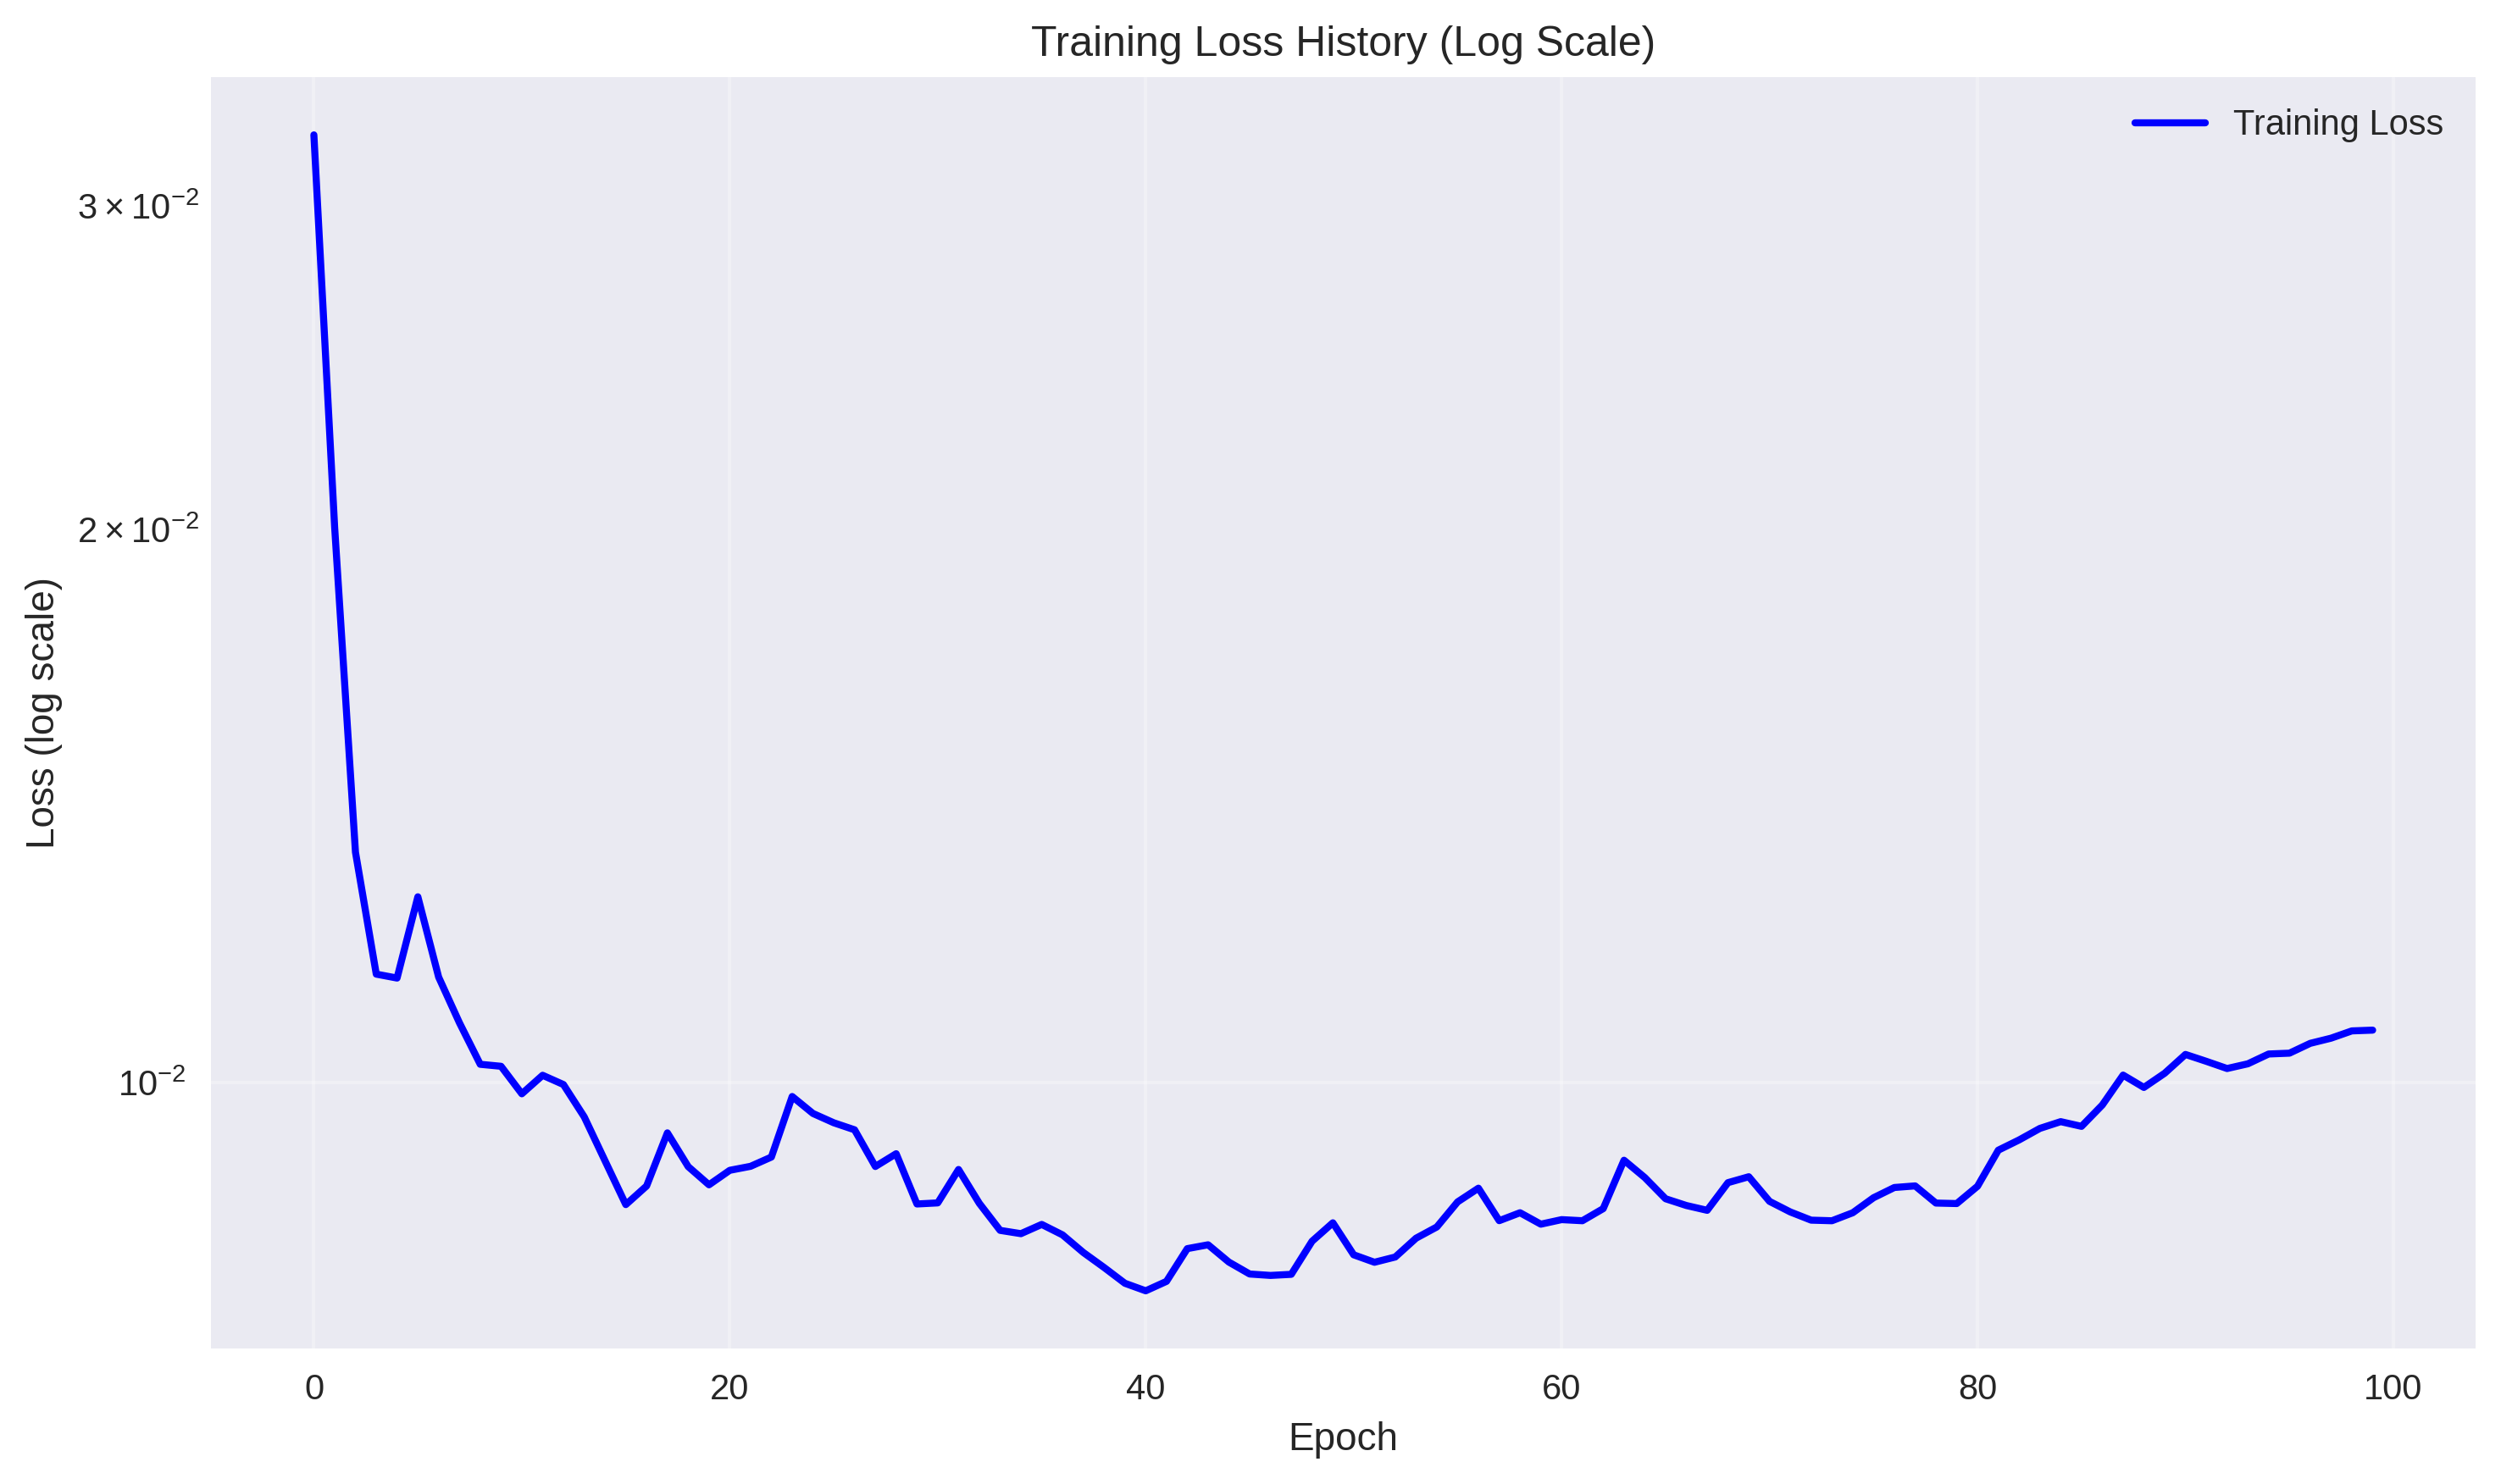 Training Loss History (Log Scale)
Training Loss
3 × 10⁻²
2 × 10⁻²
10⁻²
Loss (log scale)
0 20 40 60 80 100
Epoch